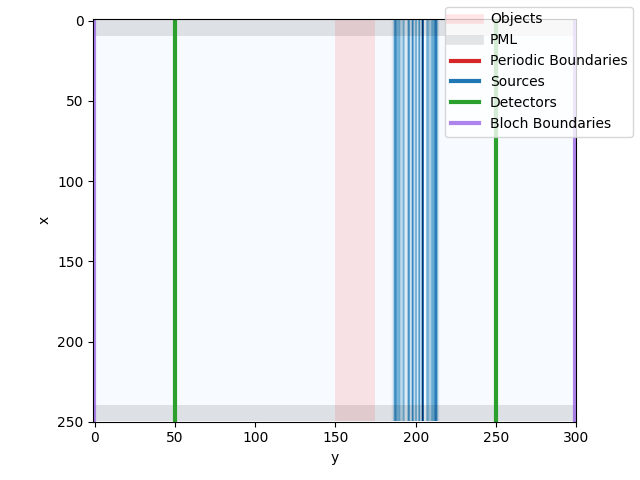 Objects
PML
Periodic Boundaries
Sources
Detectors
Bloch Boundaries
0
50
100
150
200
250
x
0
50
100
150
200
250
300
y